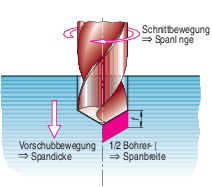 Schnittbewegung
⇒ Spanl nge
f
Vorschubbewegung
⇒ Spandicke
1/2 Bohrer- [
⇒ Spanbreite